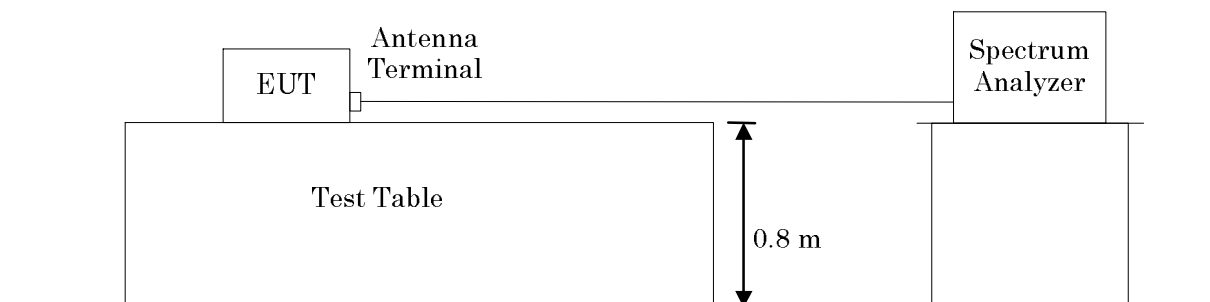 Antenna
Terminal
EUT
Spectrum
Analyzer
Test Table
0.8 m